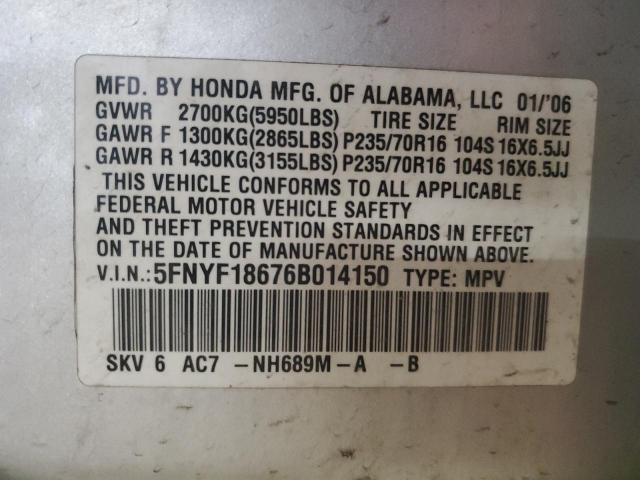 MFD. BY HONDA MFG. OF ALABAMA, LLC 01/'06
GVWR 2700KG(5950LBS) TIRE SIZE RIM SIZE
GAWR F 1300KG(2865LBS) P235/70R16 104S 16X6.5JJ
GAWR R 1430KG(3155LBS) P235/70R16 104S 16X6.5JJ
THIS VEHICLE CONFORMS TO ALL APPLICABLE
FEDERAL MOTOR VEHICLE SAFETY
AND THEFT PREVENTION STANDARDS IN EFFECT
ON THE DATE OF MANUFACTURE SHOWN ABOVE.
V.I.N.: 5FNYF18676B014150 TYPE: MPV
SKV 6 AC7 -NH689M-A -B